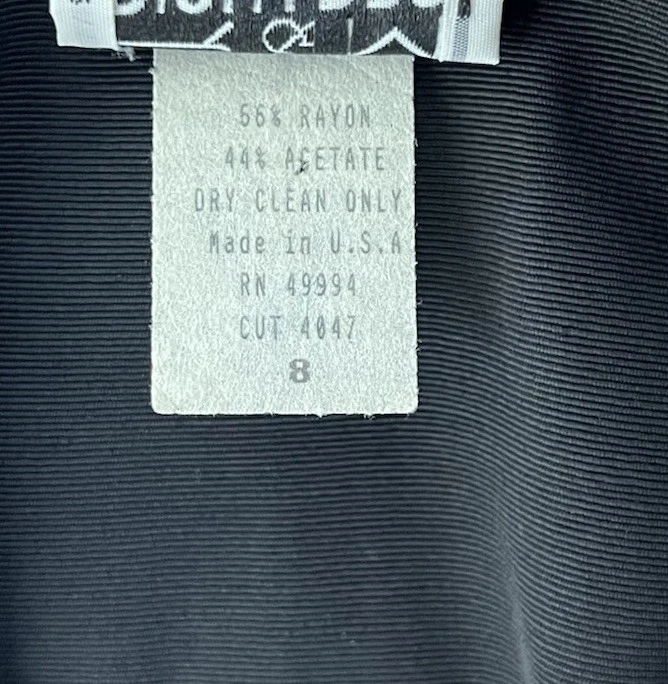 56% RAYON
44% ACETATE
DRY CLEAN ONLY
Made in U.S.A
RN 49994
CUT 4047
8